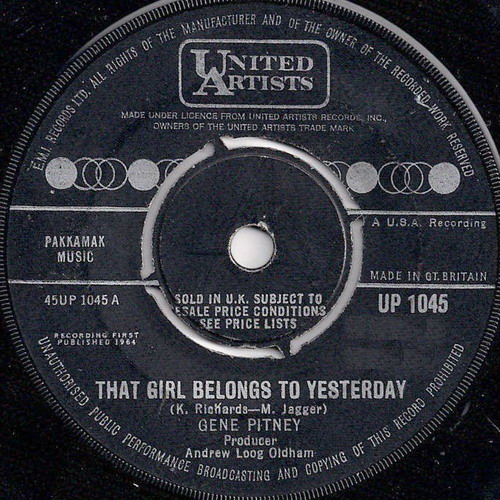 E.M.I. RECORDS LTD. ALL RIGHTS OF THE MANUFACTURER AND OF THE OWNER OF THE RECORDED WORK RESERVED
UNITED
ARTISTS
MADE UNDER LICENCE FROM UNITED ARTISTS RECORDS, INC.,
OWNERS OF THE UNITED ARTISTS TRADE MARK
A U.S.A. Recording
PAKKAMAK
MUSIC
MADE IN GT. BRITAIN
45UP 1045 A
UP 1045
SOLD IN U.K. SUBJECT TO
RESALE PRICE CONDITIONS
SEE PRICE LISTS
RECORDING FIRST
PUBLISHED 1964
THAT GIRL BELONGS TO YESTERDAY
(K. Richards—M. Jagger)
GENE PITNEY
Producer
Andrew Loog Oldham
UNAUTHORISED PUBLIC PERFORMANCE BROADCASTING AND COPYING OF THIS RECORD PROHIBITED